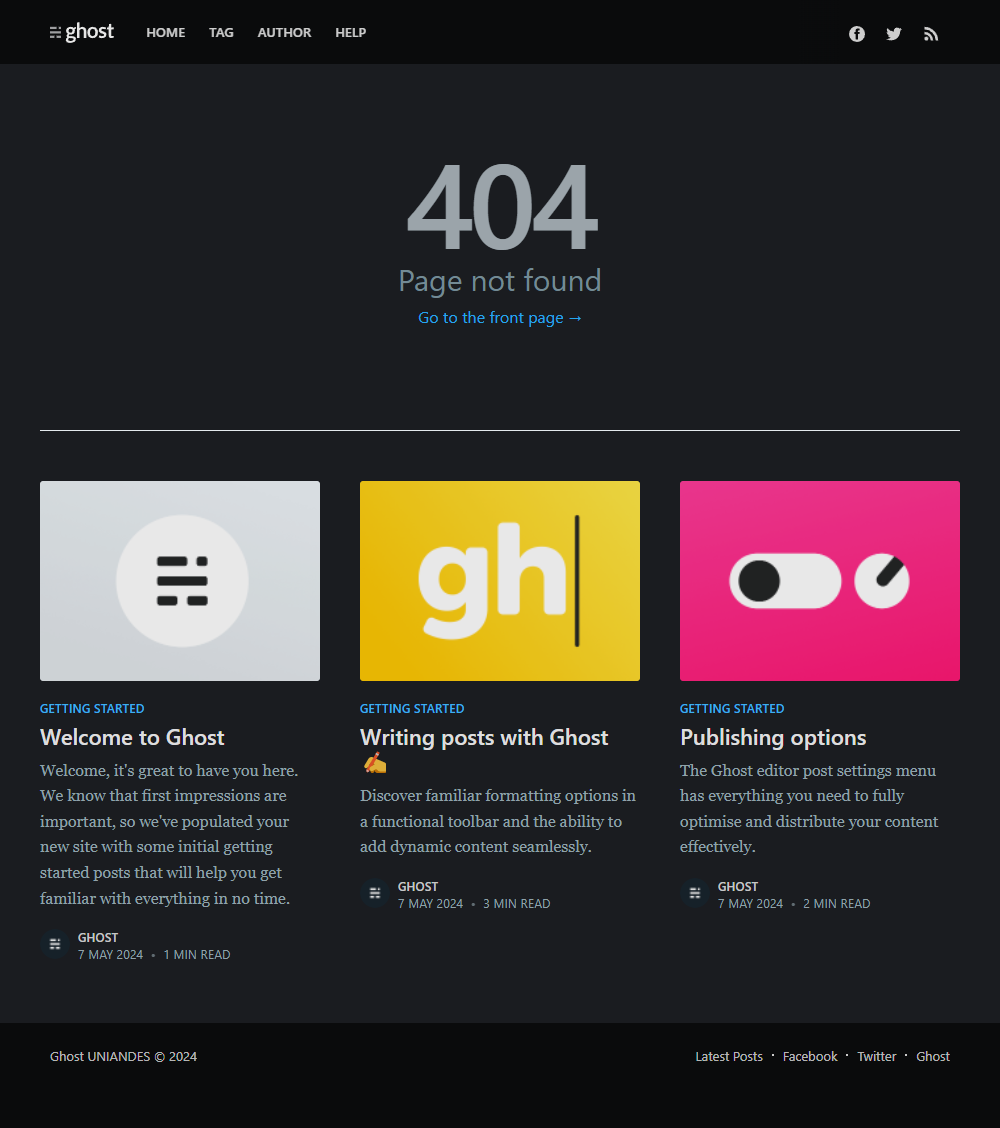 ghost HOME TAG AUTHOR HELP
404
Page not found
Go to the front page →
gh
GETTING STARTED
Welcome to Ghost
Welcome, it's great to have you here.
We know that first impressions are
important, so we've populated your
new site with some initial getting
started posts that will help you get
familiar with everything in no time.
GHOST
7 MAY 2024 • 1 MIN READ
GETTING STARTED
Writing posts with Ghost
✍️
Discover familiar formatting options in
a functional toolbar and the ability to
add dynamic content seamlessly.
GHOST
7 MAY 2024 • 3 MIN READ
GETTING STARTED
Publishing options
The Ghost editor post settings menu
has everything you need to fully
optimise and distribute your content
effectively.
GHOST
7 MAY 2024 • 2 MIN READ
Ghost UNIANDES © 2024
Latest Posts · Facebook · Twitter · Ghost